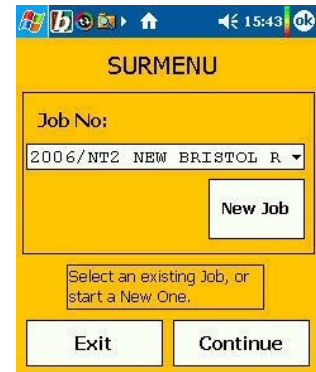 15:43 ok
SURMENU
Job No:
2006/NT2 NEW BRISTOL R
New Job
Select an existing Job, or
start a New One.
Exit
Continue